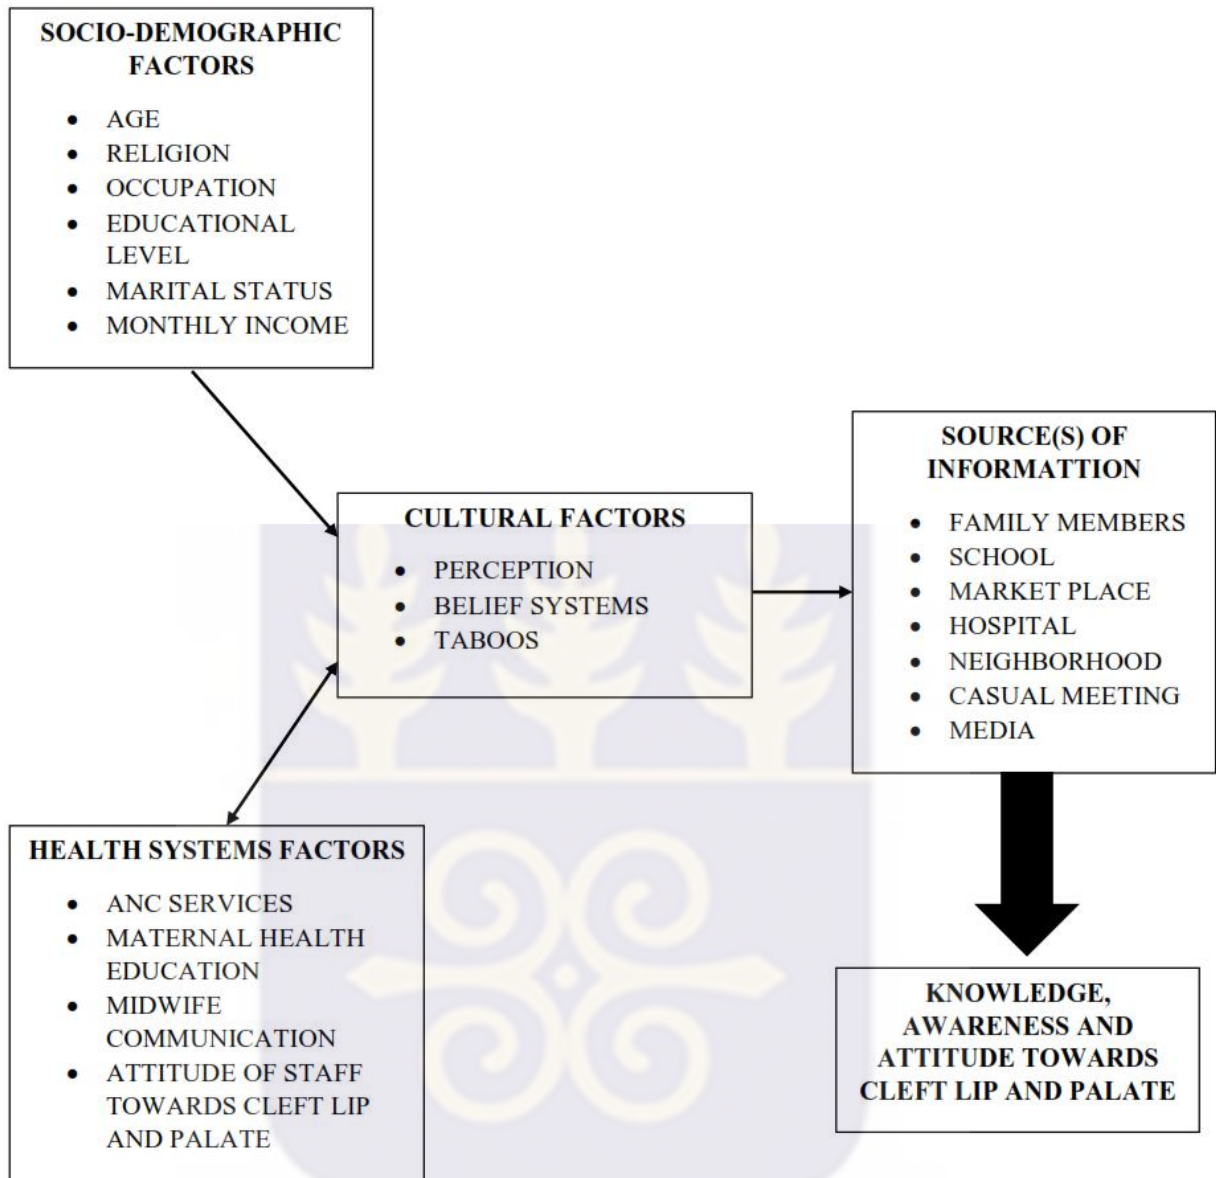 SOCIO-DEMOGRAPHIC
FACTORS
• AGE
• RELIGION
• OCCUPATION
• EDUCATIONAL
LEVEL
• MARITAL STATUS
• MONTHLY INCOME
CULTURAL FACTORS
• PERCEPTION
• BELIEF SYSTEMS
• TABOOS
HEALTH SYSTEMS FACTORS
• ANC SERVICES
• MATERNAL HEALTH
EDUCATION
• MIDWIFE
COMMUNICATION
• ATTITUDE OF STAFF
TOWARDS CLEFT LIP
AND PALATE
SOURCE(S) OF
INFORMATTION
• FAMILY MEMBERS
• SCHOOL
• MARKET PLACE
• HOSPITAL
• NEIGHBORHOOD
• CASUAL MEETING
• MEDIA
KNOWLEDGE,
AWARENESS AND
ATTITUDE TOWARDS
CLEFT LIP AND PALATE